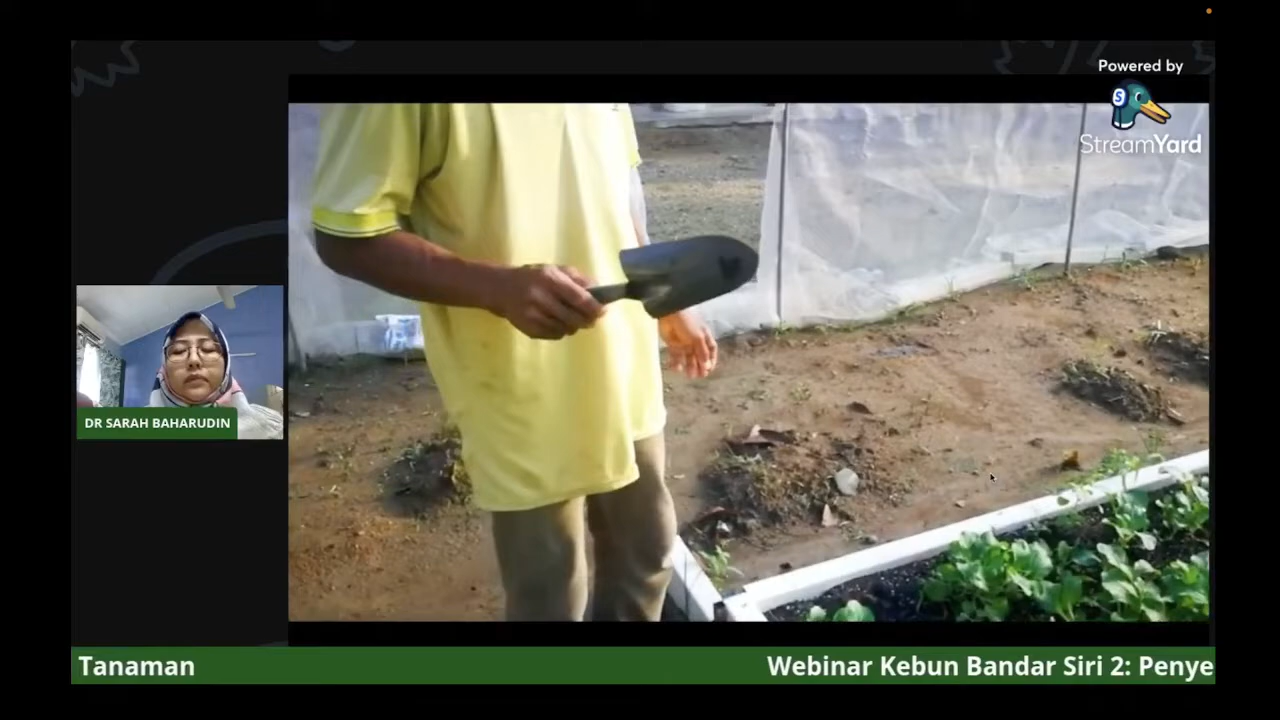 Powered by
StreamYard
DR SARAH BAHARUDIN
Tanaman
Webinar Kebun Bandar Siri 2: Penye